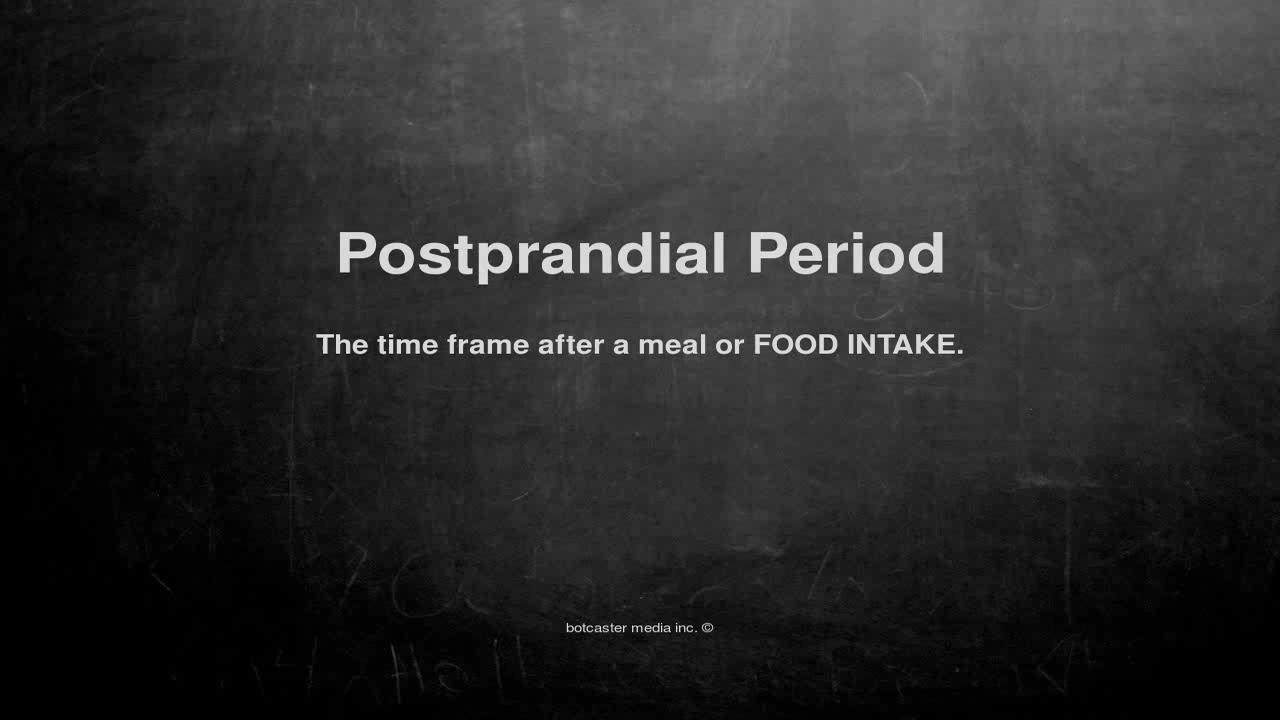 Postprandial Period
The time frame after a meal or FOOD INTAKE.
botcaster media inc. ©